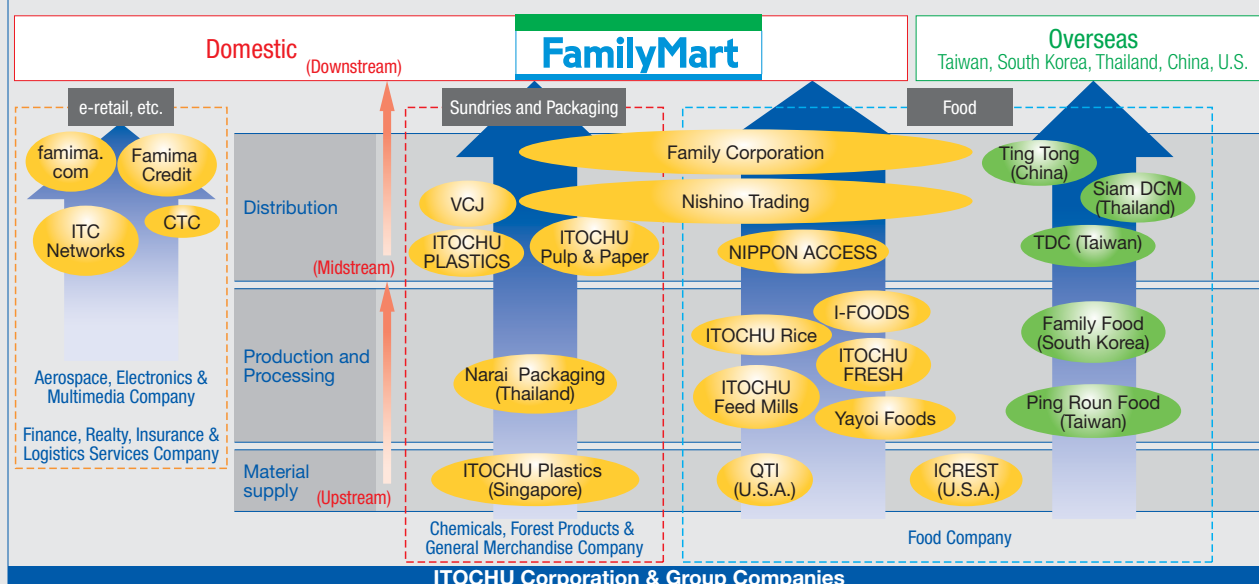 Domestic
(Downstream)
FamilyMart
Overseas
Taiwan, South Korea, Thailand, China, U.S.
e-retail, etc.
famima.
com
Famima
Credit
ITC
Networks
CTC
Aerospace, Electronics &
Multimedia Company
Finance, Realty, Insurance &
Logistics Services Company
Distribution
(Midstream)
Production and
Processing
Material
supply
(Upstream)
Sundries and Packaging
Food
Family Corporation
Nishino Trading
VCJ
ITOCHU
PLASTICS
ITOCHU
Pulp & Paper
NIPPON ACCESS
Ting Tong
(China)
Siam DCM
(Thailand)
TDC (Taiwan)
Narai Packaging
(Thailand)
I-FOODS
ITOCHU Rice
ITOCHU
FRESH
ITOCHU
Feed Mills
Yayoi Foods
Family Food
(South Korea)
Ping Roun Food
(Taiwan)
ITOCHU Plastics
(Singapore)
QTI
(U.S.A.)
ICREST
(U.S.A.)
Chemicals, Forest Products &
General Merchandise Company
Food Company
ITOCHU Corporation & Group Companies